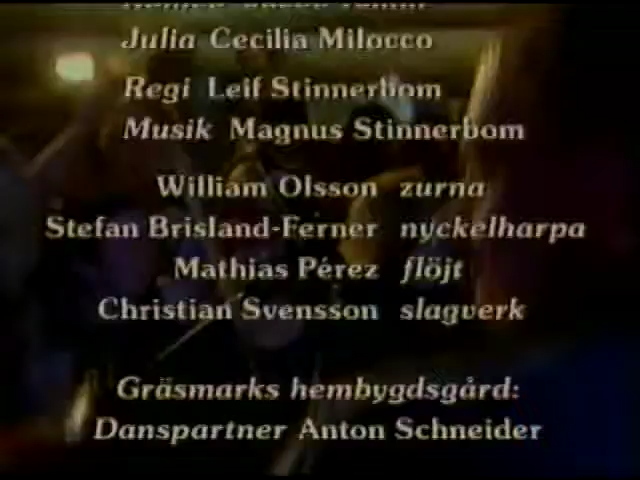 Julia Cecilia Milocco
Regi Leif Stinnerbom
Musik Magnus Stinnerbom
William Olsson zurna
Stefan Brisland-Ferner nyckelharpa
Mathias Pérez flöjt
Christian Svensson slagverk
Gräsmarks hembygdsgård:
Danspartner Anton Schneider